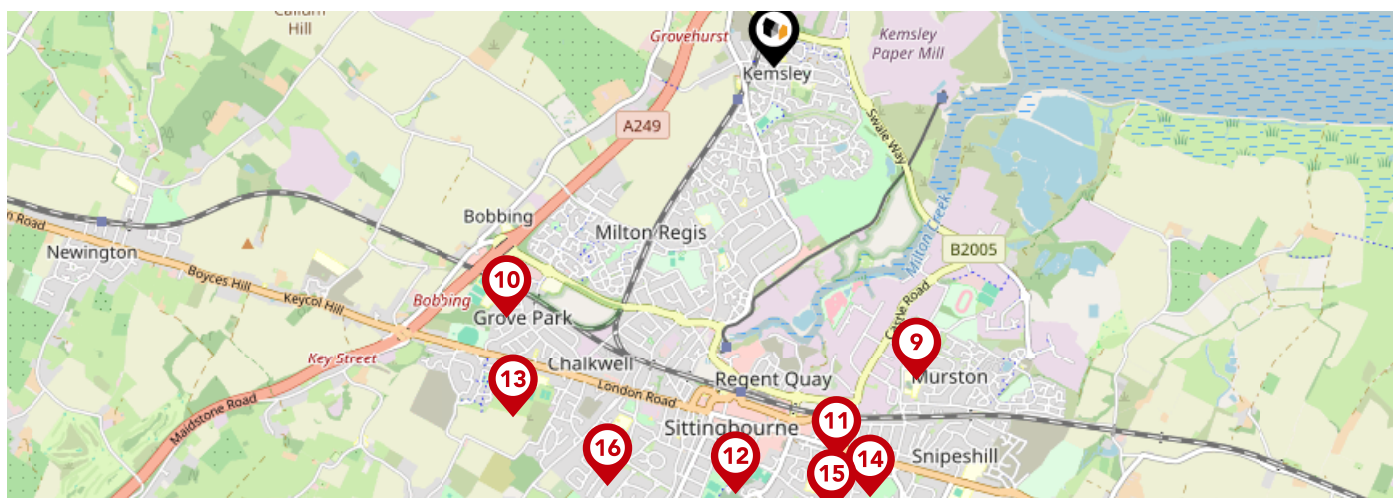 Callum
Hill
Grovehurst
Kemsley
Paper Mill
Kemsley
A249
Swale Way
Bobbing
Milton Regis
Milton Creek
n Road
Newington
B2005
Boyces Hill
Keycol Hill
10
Bobbing
Grove Park
Castle Road
9
Key Street
Chalkwell
13
London Road
Regent Quay
Murston
Maidstone Road
11
Sittingbourne
16
12
15
14
Snipeshill